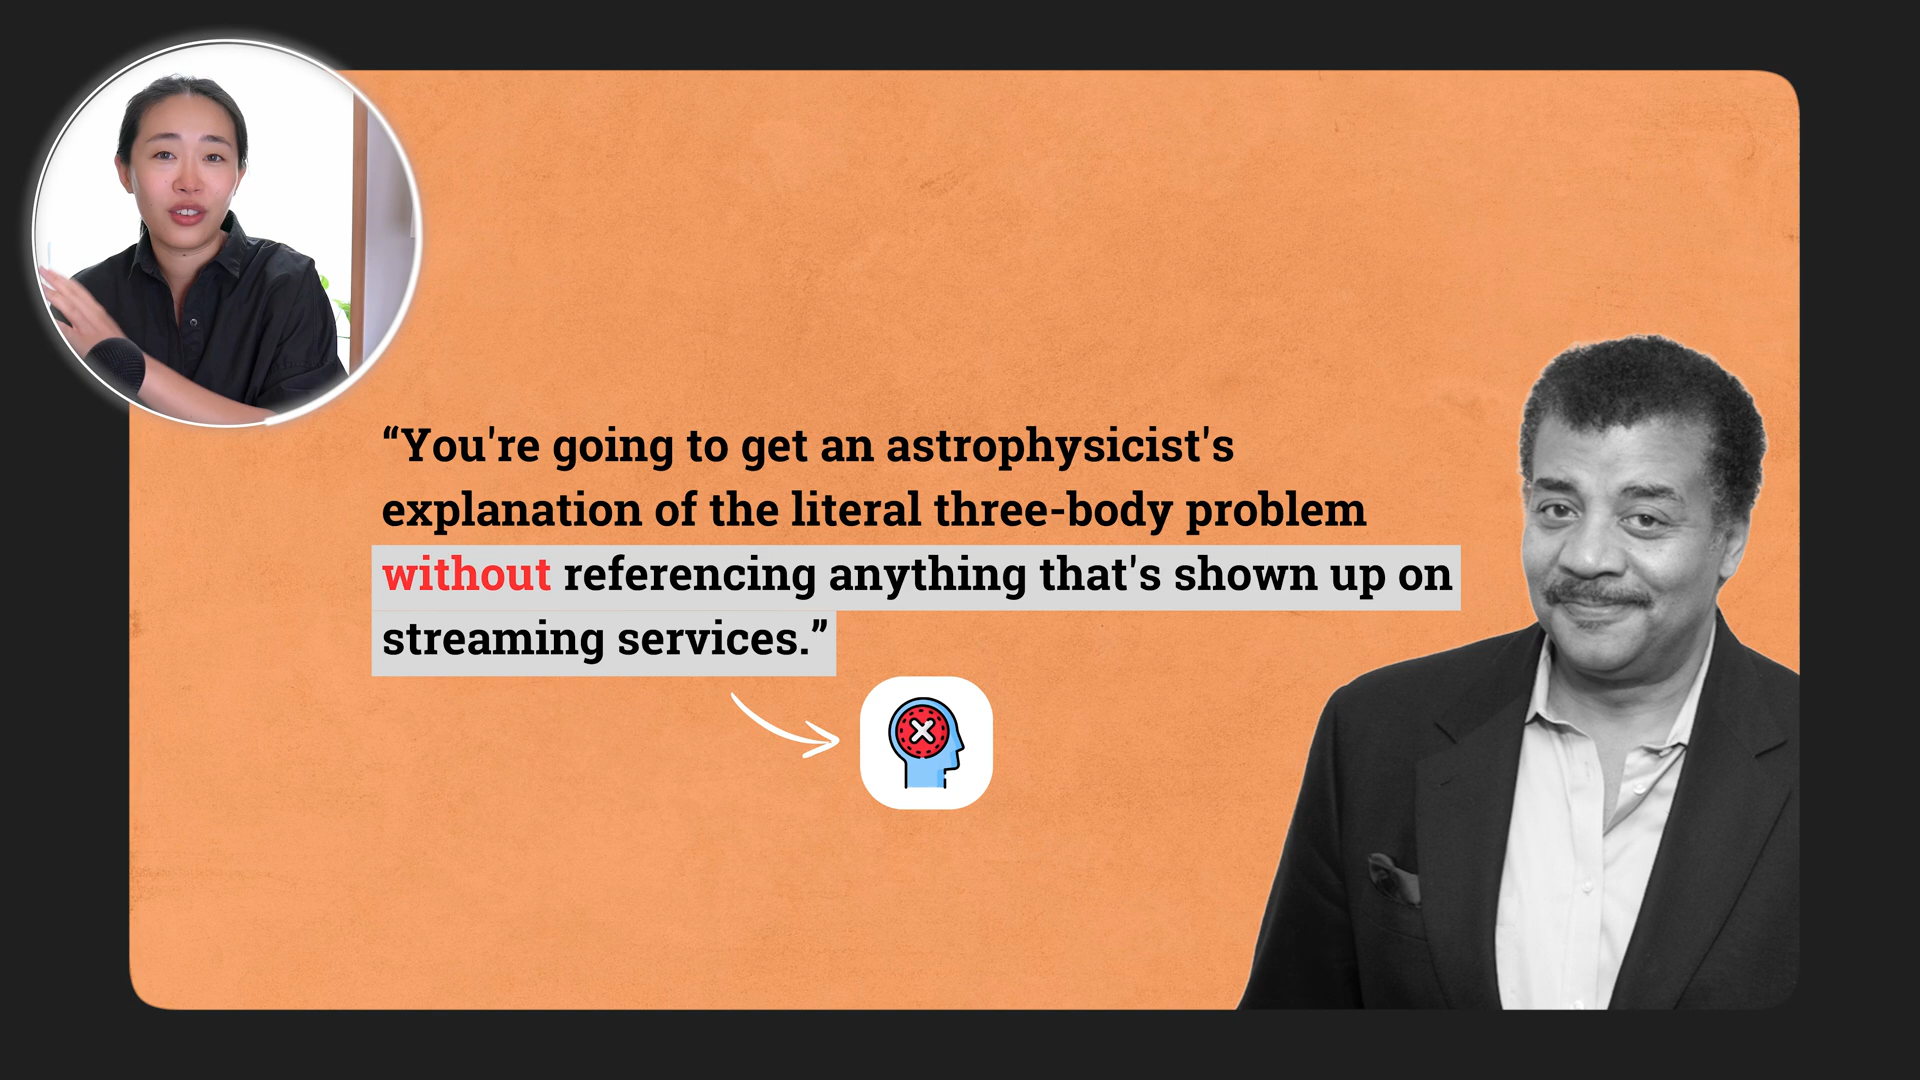 “You're going to get an astrophysicist's
explanation of the literal three-body problem
without referencing anything that's shown up on
streaming services.”